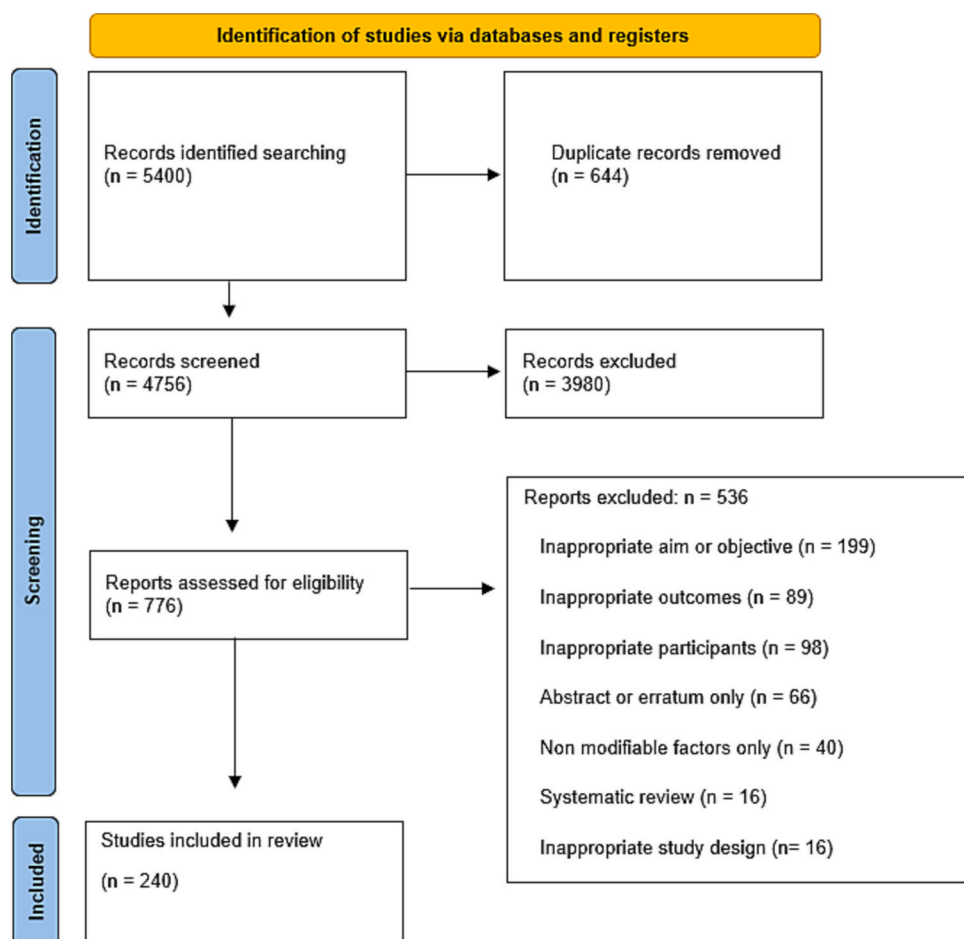 Identification of studies via databases and registers
Identification
Records identified searching
(n = 5400)
Duplicate records removed
(n = 644)
Screening
Records screened
(n = 4756)
Records excluded
(n = 3980)
Reports assessed for eligibility
(n = 776)
Reports excluded: n = 536
Inappropriate aim or objective (n = 199)
Inappropriate outcomes (n = 89)
Inappropriate participants (n = 98)
Abstract or erratum only (n = 66)
Non modifiable factors only (n = 40)
Systematic review (n = 16)
Inappropriate study design (n= 16)
Included
Studies included in review
(n = 240)